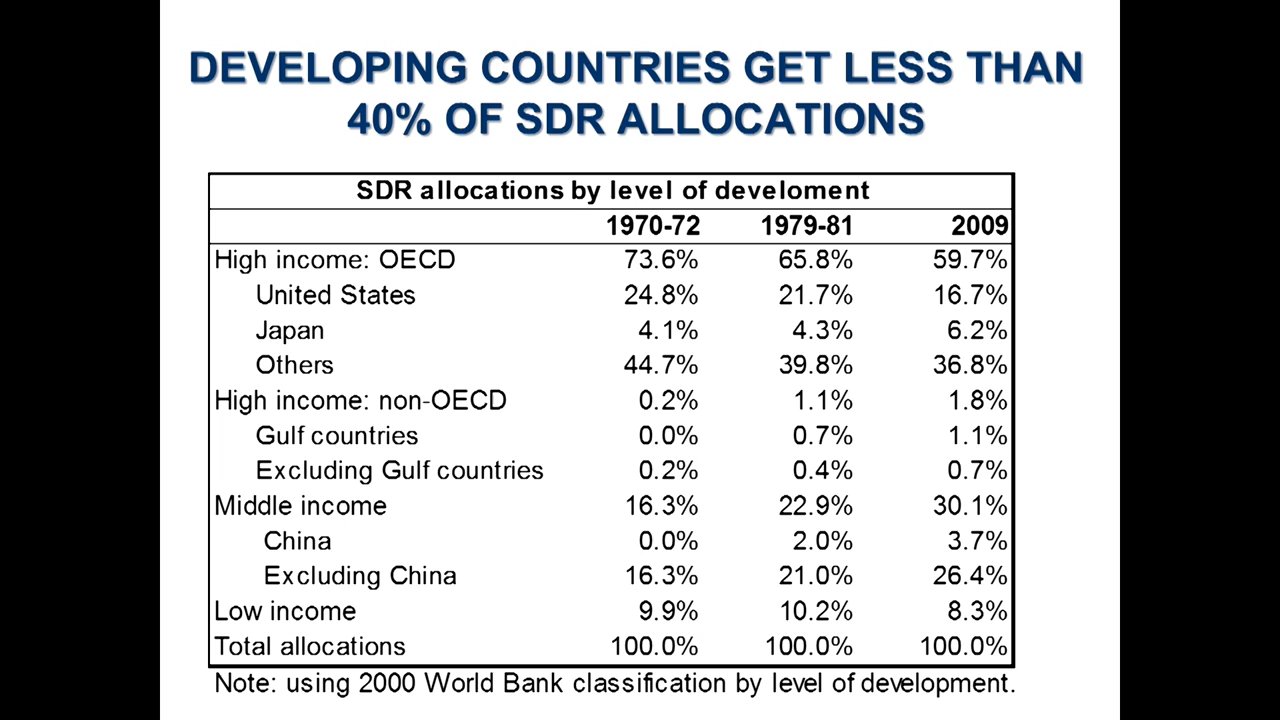 DEVELOPING COUNTRIES GET LESS THAN
40% OF SDR ALLOCATIONS
SDR allocations by level of develoment
1970-72 1979-81 2009
High income: OECD 73.6% 65.8% 59.7%
United States 24.8% 21.7% 16.7%
Japan 4.1% 4.3% 6.2%
Others 44.7% 39.8% 36.8%
High income: non-OECD 0.2% 1.1% 1.8%
Gulf countries 0.0% 0.7% 1.1%
Excluding Gulf countries 0.2% 0.4% 0.7%
Middle income 16.3% 22.9% 30.1%
China 0.0% 2.0% 3.7%
Excluding China 16.3% 21.0% 26.4%
Low income 9.9% 10.2% 8.3%
Total allocations 100.0% 100.0% 100.0%
Note: using 2000 World Bank classification by level of development.